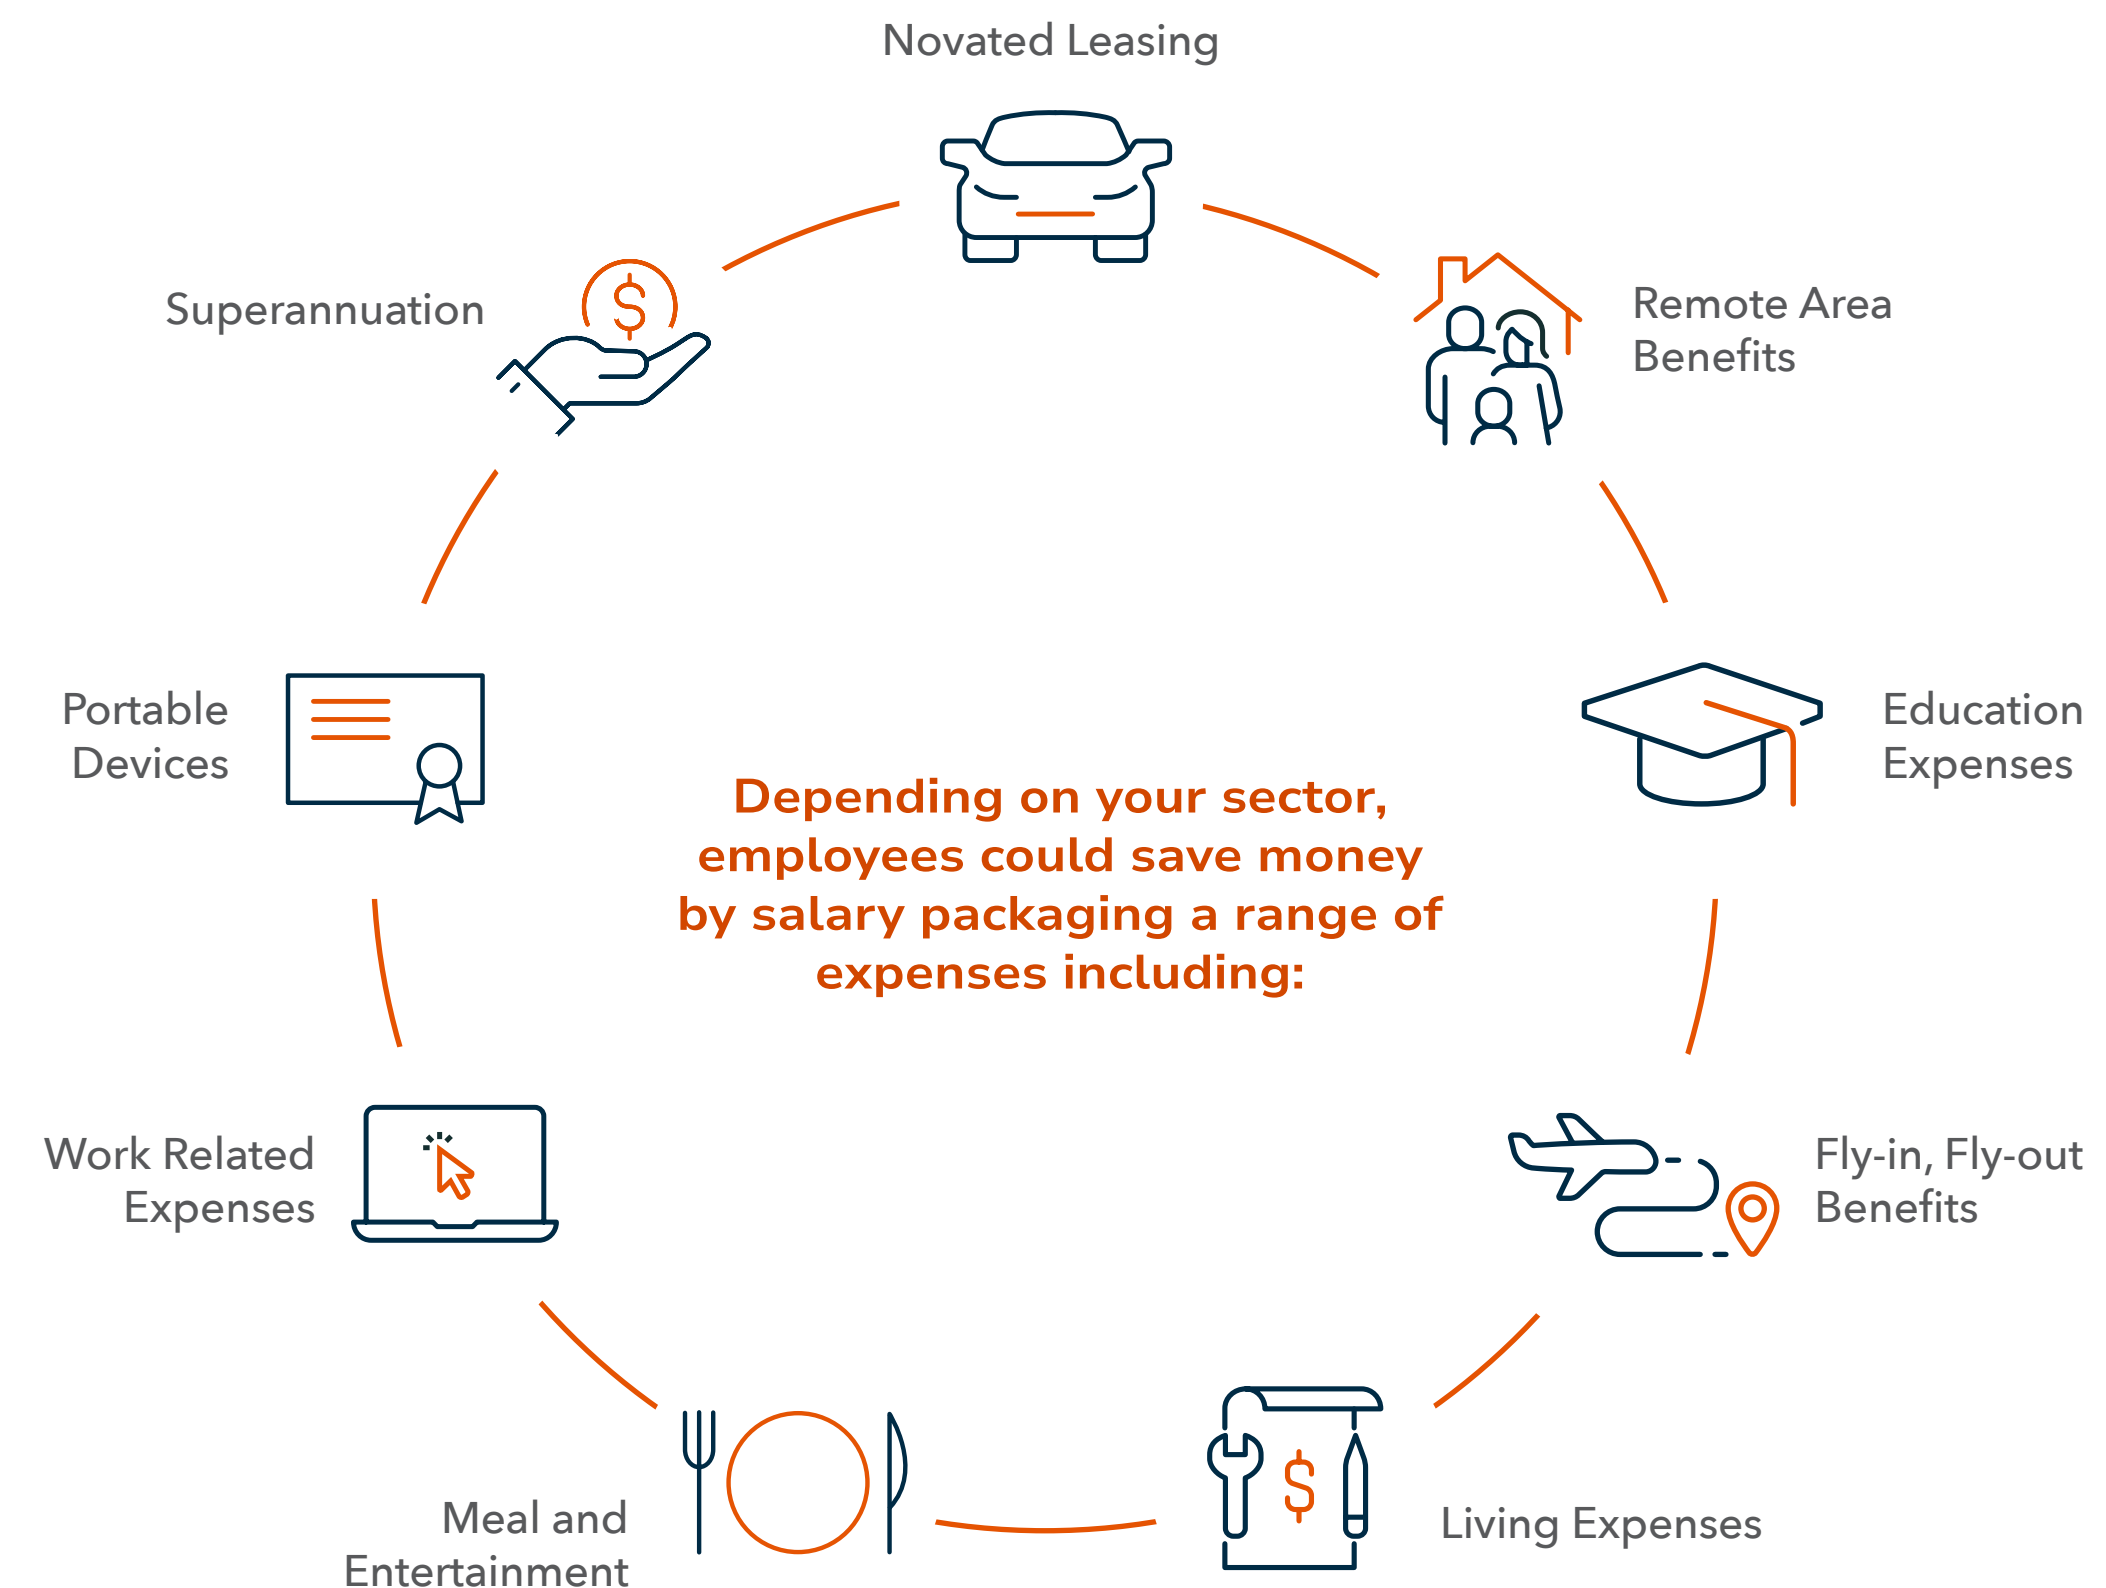 Novated Leasing
Superannuation
Remote Area
Benefits
Portable
Devices
Education
Expenses
Depending on your sector,
employees could save money
by salary packaging a range of
expenses including:
Work Related
Expenses
Fly-in, Fly-out
Benefits
Meal and
Entertainment
Living Expenses
$
$